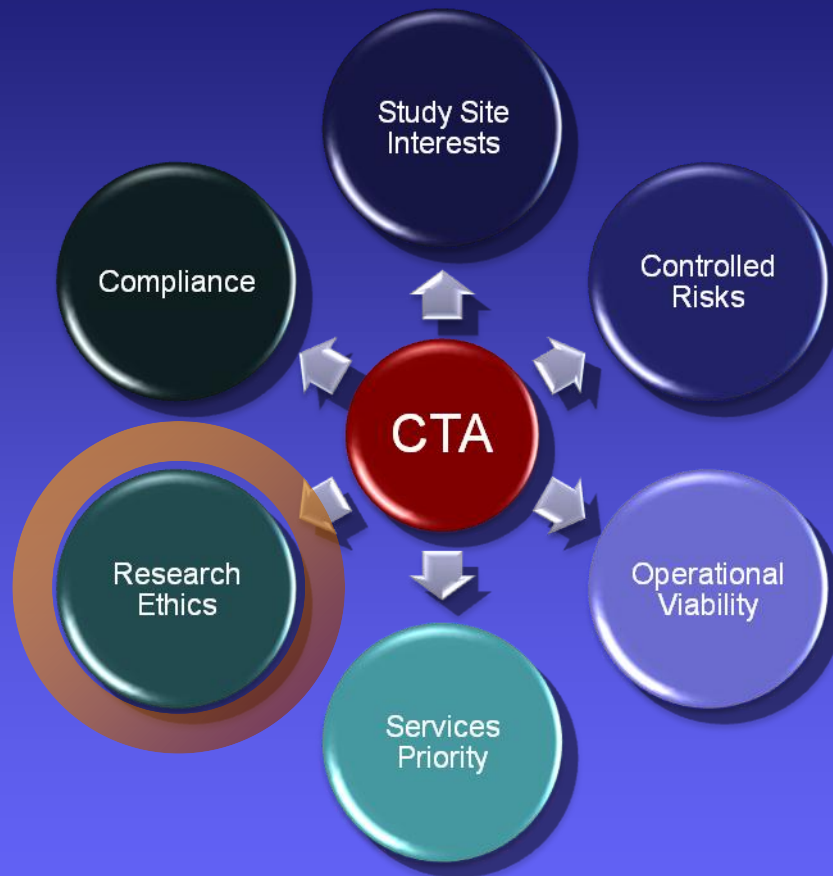 Study Site
Interests
Compliance
Controlled
Risks
CTA
Research
Ethics
Operational
Viability
Services
Priority